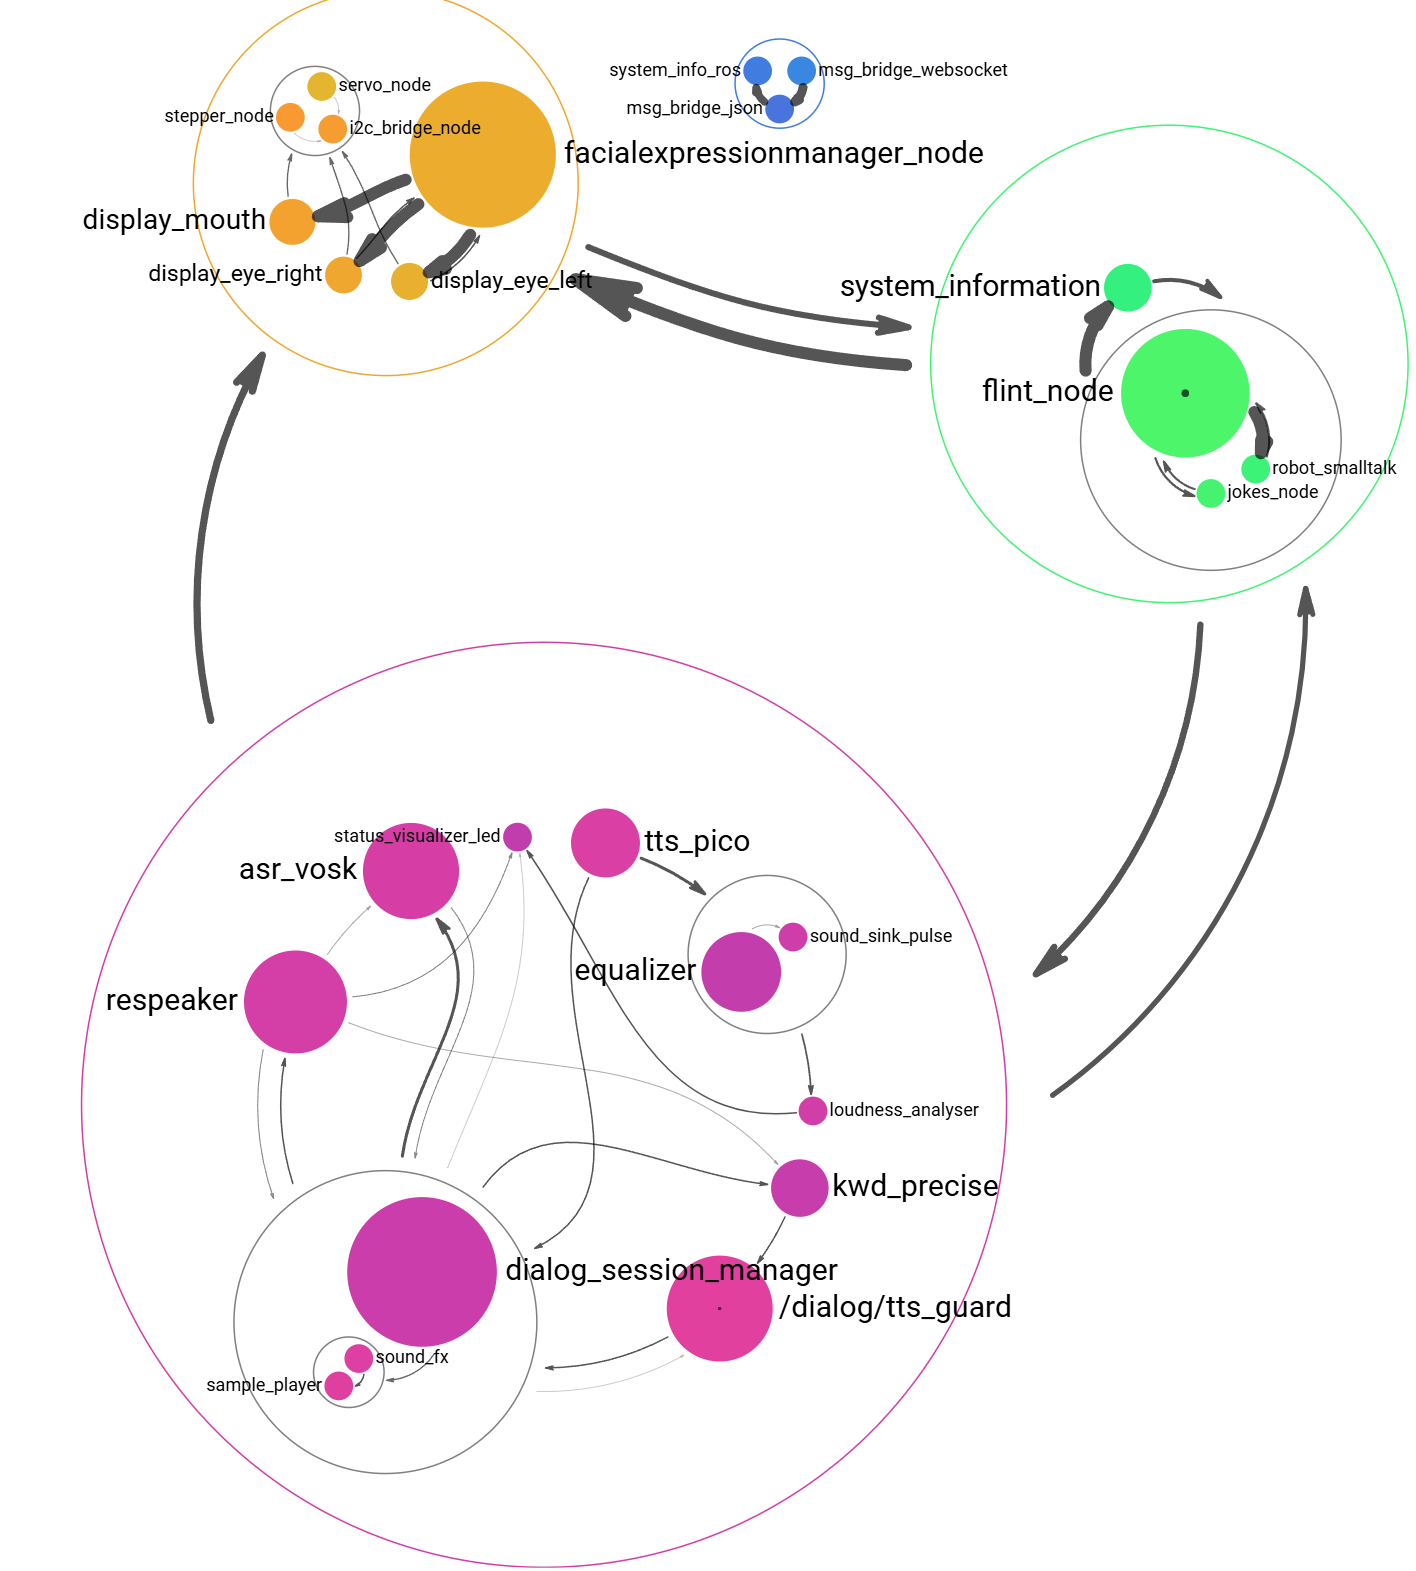 system_info_ros
msg_bridge_websocket
servo_node
msg_bridge_json
stepper_node
i2c_bridge_node
facialexpressionmanager_node
display_mouth
display_eye_right
display_eye_left
system_information
flint_node
robot_smalltalk
jokes_node
status_visualizer_led
tts_pico
asr_vosk
sound_sink_pulse
equalizer
respeaker
loudness_analyser
kwd_precise
dialog_session_manager
/dialog/tts_guard
sound_fx
sample_player